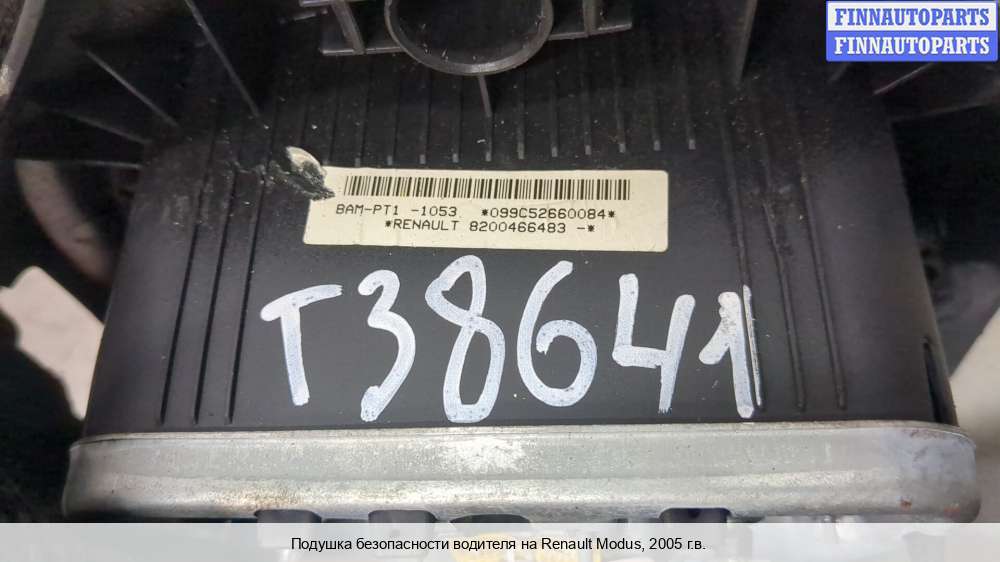 FINNAUTOPARTS
FINNAUTOPARTS
BAM-PT1 -1053 *099C52660084*
*RENAULT 8200466483 -*
T38641
Подушка безопасности водителя на Renault Modus, 2005 г.в.